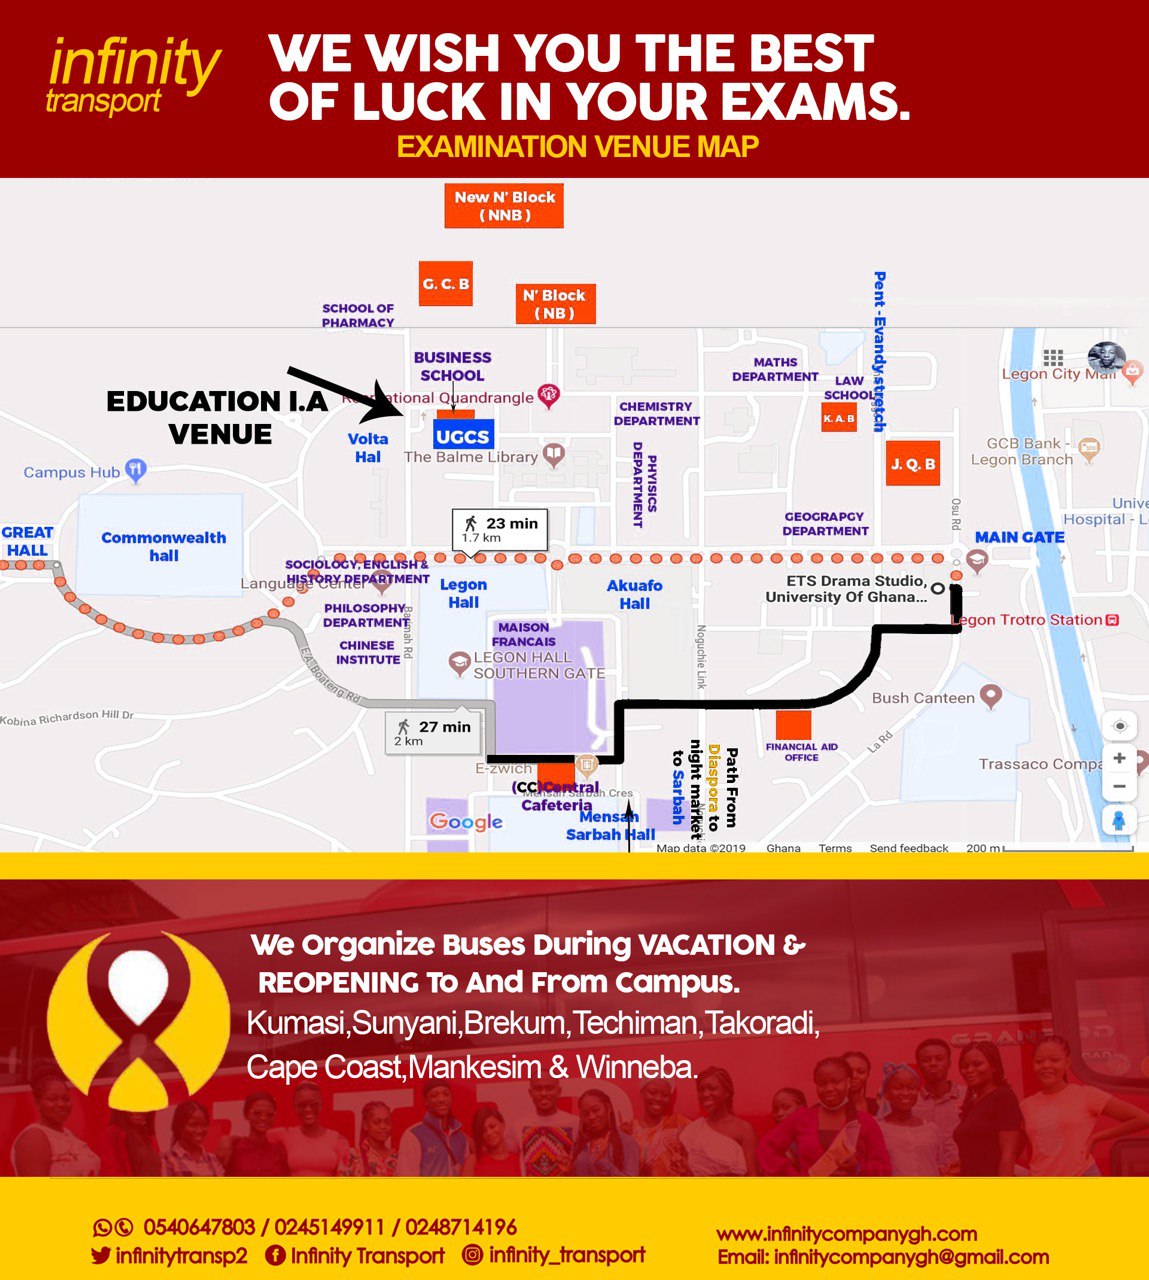 infinity
transport
WE WISH YOU THE BEST
OF LUCK IN YOUR EXAMS.
EXAMINATION VENUE MAP
New N' Block
( NNB )
G. C. B
N' Block
( NB )
SCHOOL OF
PHARMACY
BUSINESS
SCHOOL
Pent - Evandy stretch
MATHS
DEPARTMENT
LAW
SCHOOL
Legon City Mall
EDUCATION I.A
VENUE
Recreational Quandrangle
CHEMISTRY
DEPARTMENT
K. A. B
UGCS
Volta
Hal
The Balme Library
PHYISICS
DEPARTMENT
J. Q. B
GCB Bank -
Legon Branch
Campus Hub
Unive
Hospital - L
GREAT
HALL
Commonwealth
hall
23 min
1.7 km
GEOGRAPGY
DEPARTMENT
Osu Rd
MAIN GATE
SOCIOLOGY, ENGLISH &
HISTORY DEPARTMENT
Language Center
Legon
Hall
Akuafo
Hall
ETS Drama Studio,
University Of Ghana...
PHILOSOPHY
DEPARTMENT
Legon Trotro Station
MAISON
FRANCAIS
CHINESE
INSTITUTE
LEGON HALL
SOUTHERN GATE
Noguchie Link
E.A. Boateng Rd
Bush Canteen
Kobina Richardson Hill Dr
27 min
2 km
La Rd
FINANCIAL AID
OFFICE
Trassaco Compa
E-zwich
(CC)Central
Cafeteria
Mensah Sarbah Cres
Path From
Diaspora to
night market
to Sarbah
Google
Mensah
Sarbah Hall
Map data ©2019 Ghana Terms Send feedback 200 m
We Organize Buses During VACATION &
REOPENING To And From Campus.
Kumasi,Sunyani,Brekum,Techiman,Takoradi,
Cape Coast,Mankesim & Winneba.
0540647803 / 0245149911 / 0248714196
infinitytransp2 Infinity Transport infinity_transport
www.infinitycompanygh.com
Email: infinitycompanygh@gmail.com